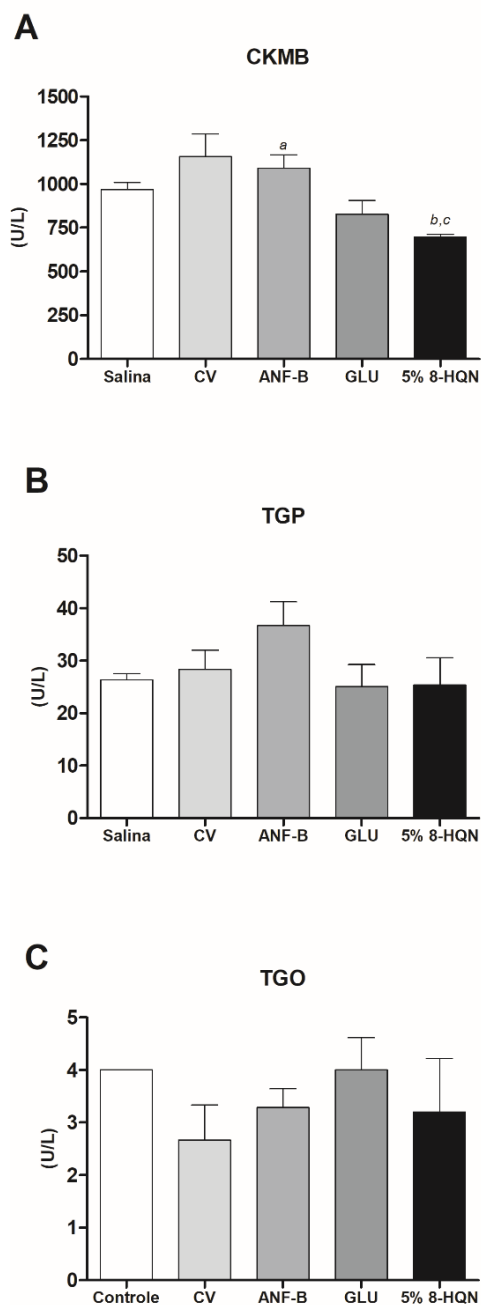 A
CKMB
1500
1250
1000
750
500
250
0
(U/L)
a
b,c
Salina CV ANF-B GLU 5% 8-HQN
B
TGP
50
40
30
20
10
0
(U/L)
Salina CV ANF-B GLU 5% 8-HQN
C
TGO
5
4
3
2
1
0
(U/L)
Controle CV ANF-B GLU 5% 8-HQN